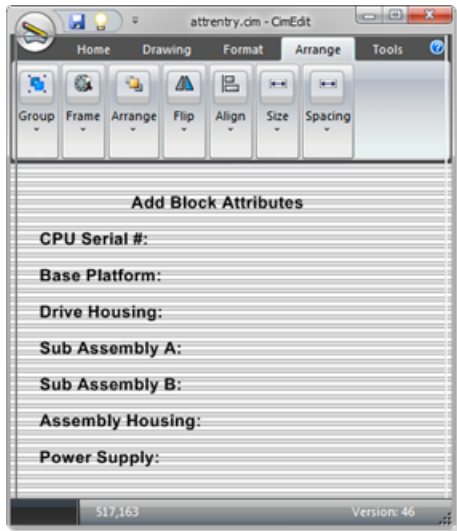 attrentry.cim - CimEdit
Home Drawing Format Arrange Tools
Group Frame Arrange Flip Align Size Spacing
Add Block Attributes
CPU Serial #:
Base Platform:
Drive Housing:
Sub Assembly A:
Sub Assembly B:
Assembly Housing:
Power Supply:
517,163 Version: 46